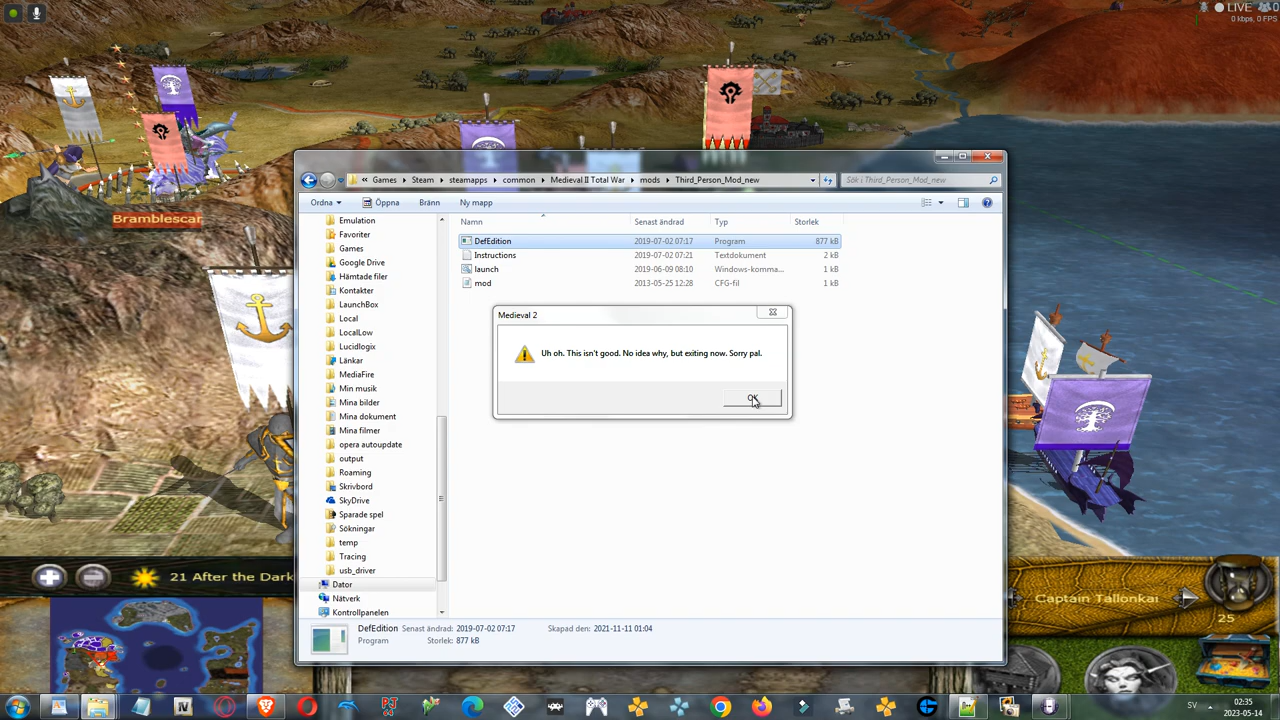 LIVE 0
0 kbps, 0 FPS
Bramblescar
« Games Steam steamapps common Medieval II Total War mods Third_Person_Mod_new
Sök i Third_Person_Mod_new
Ordna Öppna Bränn Ny mapp
Namn Senast ändrad Typ Storlek
DefEdition 2019-07-02 07:17 Program 877 kB
Instructions 2019-07-02 07:21 Textdokument 2 kB
launch 2019-06-09 08:10 Windows-komma... 1 kB
mod 2013-05-25 12:28 CFG-fil 1 kB
Emulation
Favoriter
Games
Google Drive
Hämtade filer
Kontakter
LaunchBox
Local
LocalLow
Lucidlogix
Länkar
MediaFire
Min musik
Mina bilder
Mina dokument
Mina filmer
opera autoupdate
output
Roaming
Skrivbord
SkyDrive
Sparade spel
Sökningar
temp
Tracing
usb_driver
Dator
Nätverk
Kontrollpanelen
Medieval 2
Uh oh. This isn't good. No idea why, but exiting now. Sorry pal.
OK
DefEdition Senast ändrad: 2019-07-02 07:17 Skapad den: 2021-11-11 01:04
Program Storlek: 877 kB
21 After the Dark
Captain Tallonkai
25
SV
02:35
2023-05-14